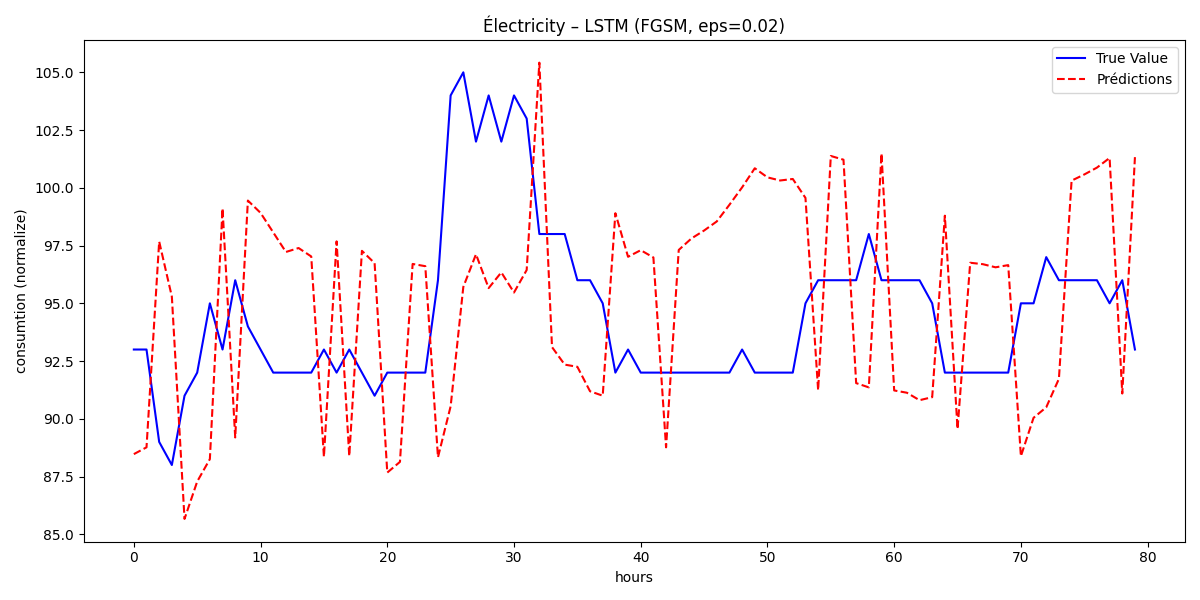 Électricity – LSTM (FGSM, eps=0.02)
True Value
Prédictions
consumtion (normalize)
105.0
102.5
100.0
97.5
95.0
92.5
90.0
87.5
85.0
0 10 20 30 40 50 60 70 80
hours